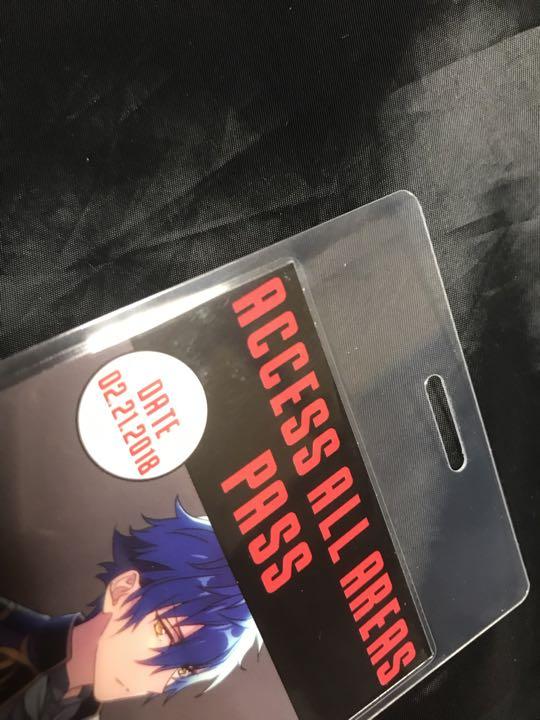 ACCESS ALL AREAS
PASS
DATE
02.21.2018